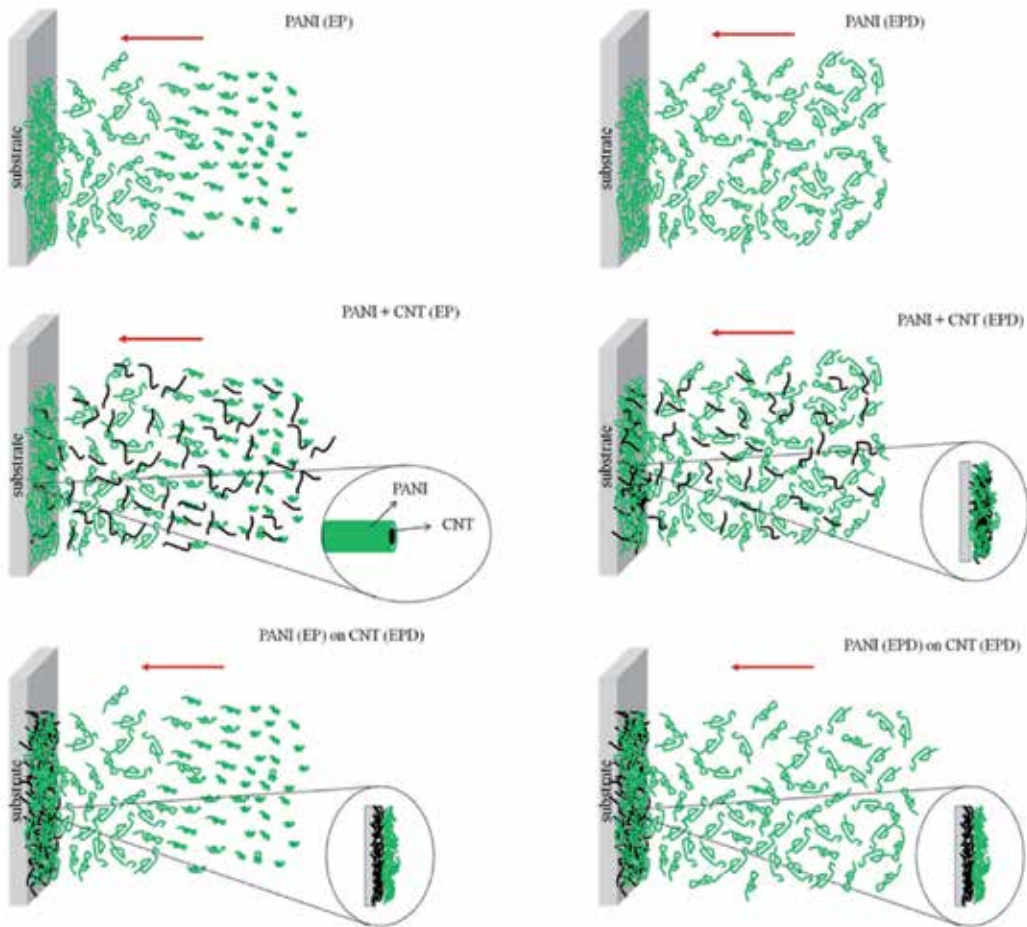 PANI (EP)
substrate
PANI (EPD)
substrate
PANI + CNT (EP)
substrate
PANI
CNT
PANI + CNT (EPD)
substrate
PANI (EP) on CNT (EPD)
substrate
PANI (EPD) on CNT (EPD)
substrate